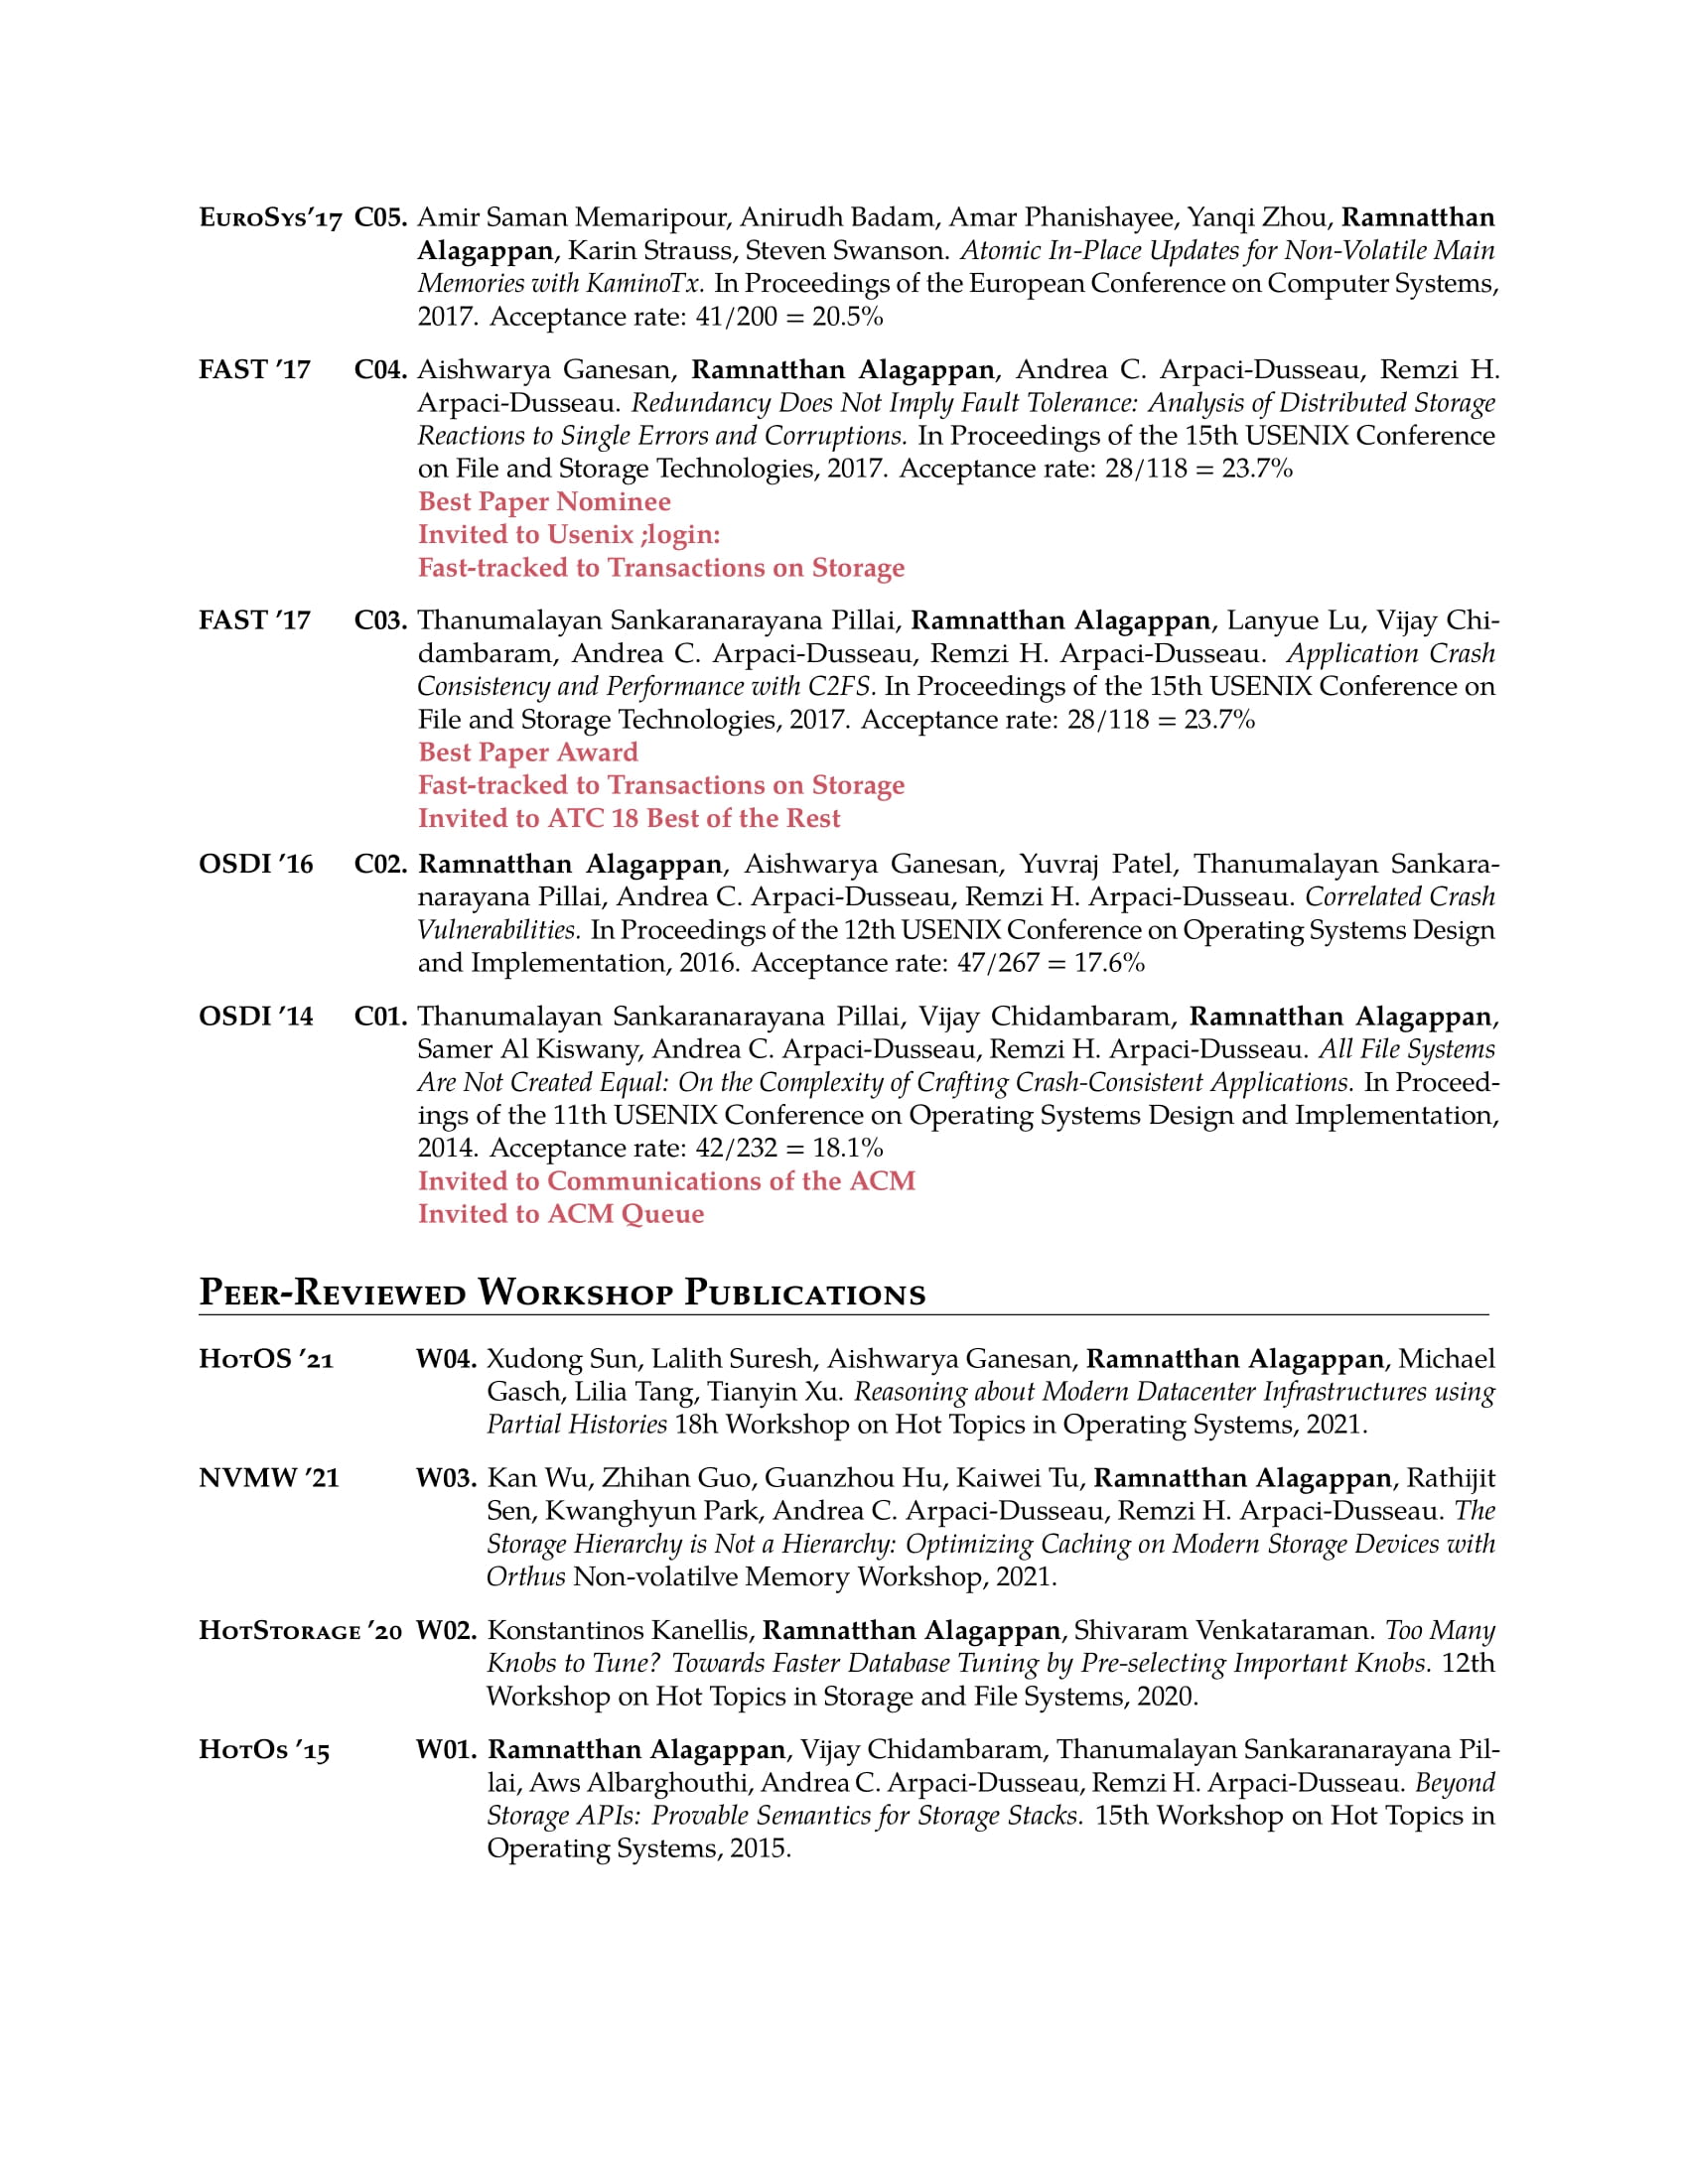 EuroSys'17 C05. Amir Saman Memaripour, Anirudh Badam, Amar Phanishayee, Yanqi Zhou, Ramnatthan
Alagappan, Karin Strauss, Steven Swanson. Atomic In-Place Updates for Non-Volatile Main
Memories with KaminoTx. In Proceedings of the European Conference on Computer Systems,
2017. Acceptance rate: 41/200 = 20.5%
FAST '17 C04. Aishwarya Ganesan, Ramnatthan Alagappan, Andrea C. Arpaci-Dusseau, Remzi H.
Arpaci-Dusseau. Redundancy Does Not Imply Fault Tolerance: Analysis of Distributed Storage
Reactions to Single Errors and Corruptions. In Proceedings of the 15th USENIX Conference
on File and Storage Technologies, 2017. Acceptance rate: 28/118 = 23.7%
Best Paper Nominee
Invited to Usenix ;login:
Fast-tracked to Transactions on Storage
FAST '17 C03. Thanumalayan Sankaranarayana Pillai, Ramnatthan Alagappan, Lanyue Lu, Vijay Chi-
dambaram, Andrea C. Arpaci-Dusseau, Remzi H. Arpaci-Dusseau. Application Crash
Consistency and Performance with C2FS. In Proceedings of the 15th USENIX Conference on
File and Storage Technologies, 2017. Acceptance rate: 28/118 = 23.7%
Best Paper Award
Fast-tracked to Transactions on Storage
Invited to ATC 18 Best of the Rest
OSDI '16 C02. Ramnatthan Alagappan, Aishwarya Ganesan, Yuvraj Patel, Thanumalayan Sankara-
narayana Pillai, Andrea C. Arpaci-Dusseau, Remzi H. Arpaci-Dusseau. Correlated Crash
Vulnerabilities. In Proceedings of the 12th USENIX Conference on Operating Systems Design
and Implementation, 2016. Acceptance rate: 47/267 = 17.6%
OSDI '14 C01. Thanumalayan Sankaranarayana Pillai, Vijay Chidambaram, Ramnatthan Alagappan,
Samer Al Kiswany, Andrea C. Arpaci-Dusseau, Remzi H. Arpaci-Dusseau. All File Systems
Are Not Created Equal: On the Complexity of Crafting Crash-Consistent Applications. In Proceed-
ings of the 11th USENIX Conference on Operating Systems Design and Implementation,
2014. Acceptance rate: 42/232 = 18.1%
Invited to Communications of the ACM
Invited to ACM Queue
Peer-Reviewed Workshop Publications
HotOS '21 W04. Xudong Sun, Lalith Suresh, Aishwarya Ganesan, Ramnatthan Alagappan, Michael
Gasch, Lilia Tang, Tianyin Xu. Reasoning about Modern Datacenter Infrastructures using
Partial Histories 18h Workshop on Hot Topics in Operating Systems, 2021.
NVMW '21 W03. Kan Wu, Zhihan Guo, Guanzhou Hu, Kaiwei Tu, Ramnatthan Alagappan, Rathijit
Sen, Kwanghyun Park, Andrea C. Arpaci-Dusseau, Remzi H. Arpaci-Dusseau. The
Storage Hierarchy is Not a Hierarchy: Optimizing Caching on Modern Storage Devices with
Orthus Non-volatilve Memory Workshop, 2021.
HotStorage '20 W02. Konstantinos Kanellis, Ramnatthan Alagappan, Shivaram Venkataraman. Too Many
Knobs to Tune? Towards Faster Database Tuning by Pre-selecting Important Knobs. 12th
Workshop on Hot Topics in Storage and File Systems, 2020.
HotOs '15 W01. Ramnatthan Alagappan, Vijay Chidambaram, Thanumalayan Sankaranarayana Pil-
lai, Aws Albarghouthi, Andrea C. Arpaci-Dusseau, Remzi H. Arpaci-Dusseau. Beyond
Storage APIs: Provable Semantics for Storage Stacks. 15th Workshop on Hot Topics in
Operating Systems, 2015.